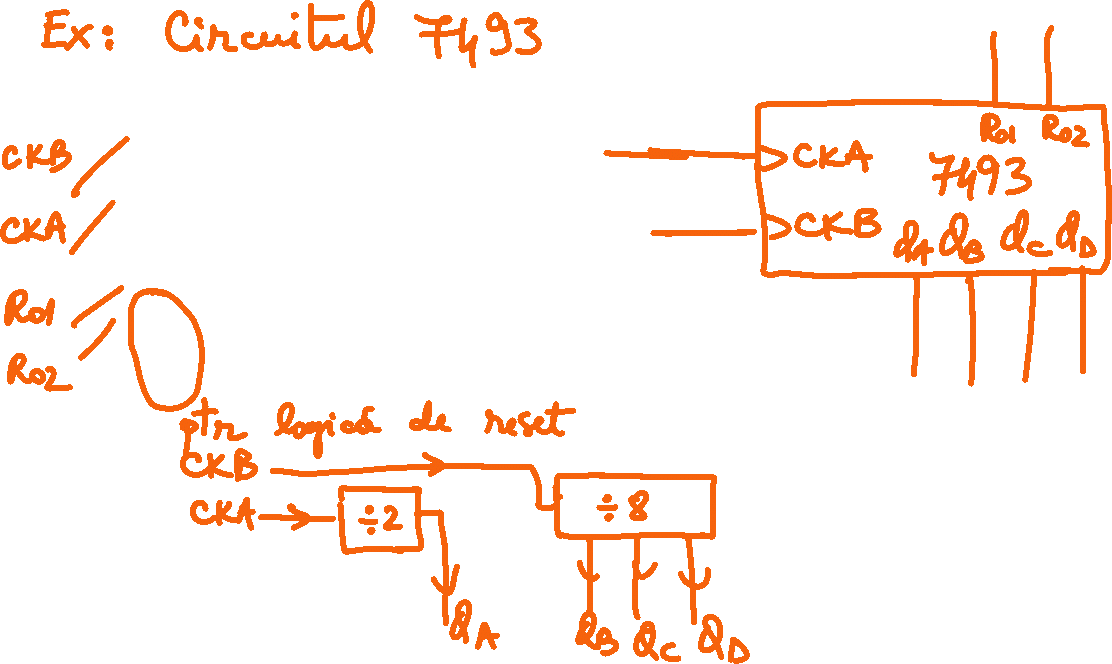 Ex: Circuitul 7493
R01 R02
CKB
CKA
7493
CKA
CKB
QA QB QC QD
R01
R02
ptr logică de reset
CKB
CKA
÷2
÷8
QA
QB QC QD